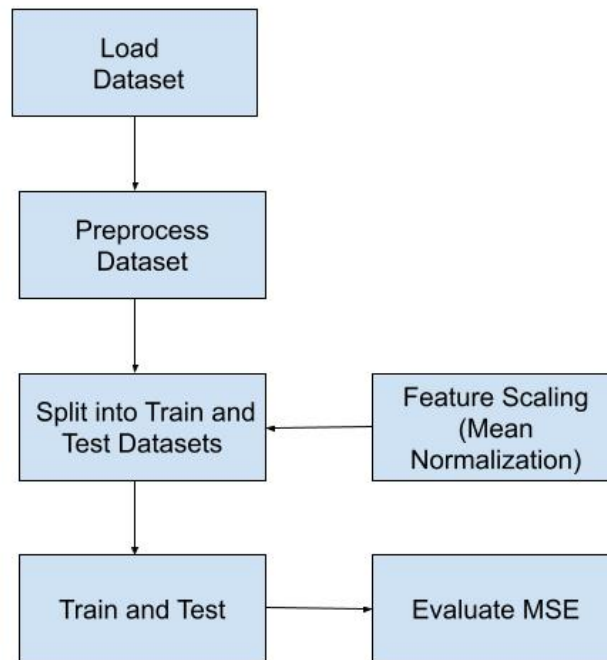 Load
Dataset
Preprocess
Dataset
Split into Train and
Test Datasets
Feature Scaling
(Mean
Normalization)
Train and Test
Evaluate MSE